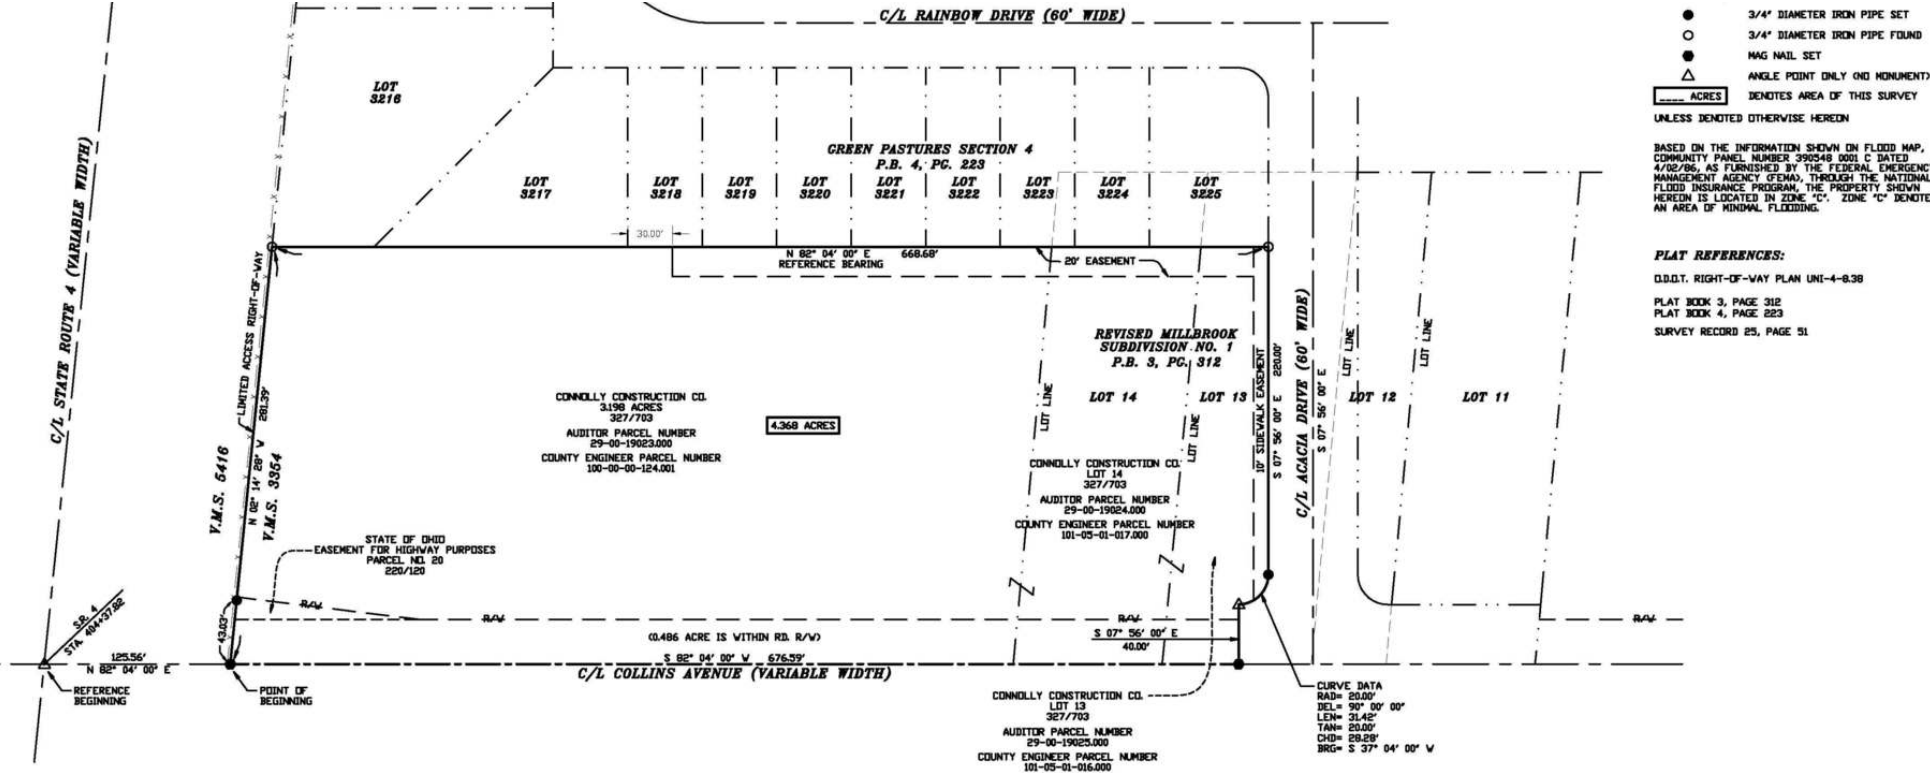 C/L RAINBOW DRIVE (60' WIDE)
3/4" DIAMETER IRON PIPE SET
3/4" DIAMETER IRON PIPE FOUND
MAG NAIL SET
ANGLE POINT ONLY (NO MONUMENT)
____ ACRES
DENOTES AREA OF THIS SURVEY
UNLESS DENOTED OTHERWISE HEREON
BASED ON THE INFORMATION SHOWN ON FLOOD MAP,
COMMUNITY PANEL NUMBER 390548 0001 C DATED
4/02/86, AS FURNISHED BY THE FEDERAL EMERGENC
MANAGEMENT AGENCY (FEMA), THROUGH THE NATIONAL
FLOOD INSURANCE PROGRAM, THE PROPERTY SHOWN
HEREON IS LOCATED IN ZONE "C". ZONE "C" DENOTE
AN AREA OF MINIMAL FLOODING.
PLAT REFERENCES:
O.D.O.T. RIGHT-OF-WAY PLAN UNI-4-8.38
PLAT BOOK 3, PAGE 312
PLAT BOOK 4, PAGE 223
SURVEY RECORD 25, PAGE 51
C/L STATE ROUTE 4 (VARIABLE WIDTH)
LOT
3216
GREEN PASTURES SECTION 4
P.B. 4, PG. 223
LOT
3217
LOT
3218
LOT
3219
LOT
3220
LOT
3221
LOT
3222
LOT
3223
LOT
3224
LOT
3225
30.00'
N 82° 04' 00" E 668.68'
REFERENCE BEARING
20' EASEMENT
LIMITED ACCESS RIGHT-OF-WAY
N 02° 14' 28" W 281.39'
V.M.S. 5416
V.M.S. 3354
REVISED MILLBROOK
SUBDIVISION NO. 1
P.B. 3, PG. 312
LOT LINE
LOT 14
LOT LINE
LOT 13
10' SIDEWALK EASEMENT
S 07° 56' 00" E 220.00'
C/L ACACIA DRIVE (60' WIDE)
S 07° 56' 00" E
LOT LINE
LOT 12
LOT LINE
LOT 11
CONNOLLY CONSTRUCTION CO.
3.198 ACRES
327/703
AUDITOR PARCEL NUMBER
29-00-19023.000
COUNTY ENGINEER PARCEL NUMBER
100-00-00-124.001
4.368 ACRES
CONNOLLY CONSTRUCTION CO.
LOT 14
327/703
AUDITOR PARCEL NUMBER
29-00-19024.000
COUNTY ENGINEER PARCEL NUMBER
101-05-01-017.000
STATE OF OHIO
EASEMENT FOR HIGHWAY PURPOSES
PARCEL NO. 20
220/120
R/W
R/W
R/W
R/W
43.03'
S.R. 4
STA. 404+37.82
125.56'
N 82° 04' 00" E
REFERENCE
BEGINNING
POINT OF
BEGINNING
(0.486 ACRE IS WITHIN RD. R/W)
S 82° 04' 00" W 676.59'
C/L COLLINS AVENUE (VARIABLE WIDTH)
S 07° 56' 00" E
40.00'
CONNOLLY CONSTRUCTION CO.
LOT 13
327/703
AUDITOR PARCEL NUMBER
29-00-19025.000
COUNTY ENGINEER PARCEL NUMBER
101-05-01-016.000
CURVE DATA
RAD= 20.00'
DEL= 90° 00' 00"
LEN= 31.42'
TAN= 20.00'
CHD= 28.28'
BRG= S 37° 04' 00" W